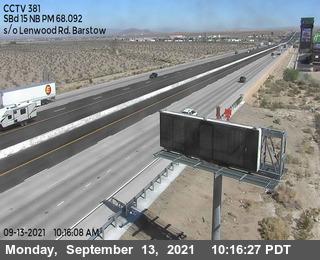 CCTV 381
SBd 15 NB PM 68.092
s/o Lenwood Rd. Barstow
09-13-2021 10:16:08 AM
Monday, September 13, 2021 10:16:27 PDT